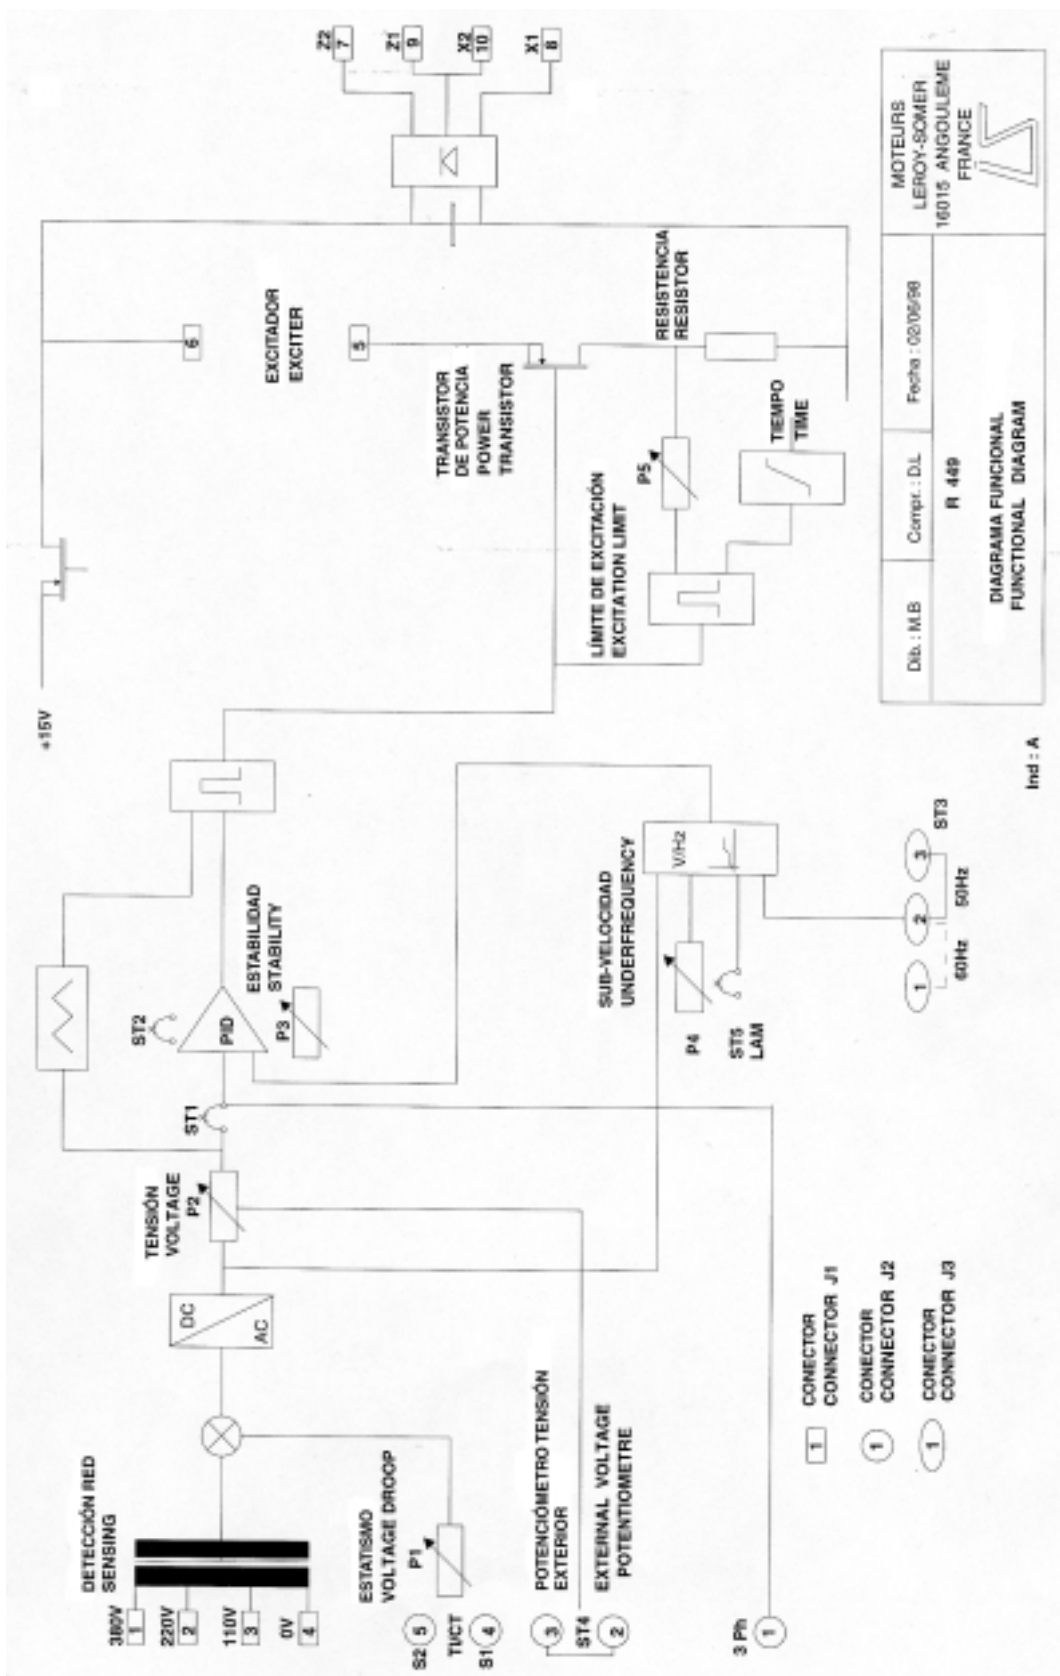 380V
1
220V
2
110V
3
0V
4
DETECCIÓN RED
SENSING
S2
5
TI/CT
S1
4
ESTATISMO
VOLTAGE DROOP
P1
3
ST4
2
POTENCIÓMETRO TENSIÓN
EXTERIOR
EXTERNAL VOLTAGE
POTENTIOMETRE
3 Ph
1
DC
AC
TENSIÓN
VOLTAGE
P2
ST1
ST2
PID
P3
ESTABILIDAD
STABILITY
SUB-VELOCIDAD
UNDERFREQUENCY
V/Hz
P4
ST5
LAM
1
2
3
ST3
60Hz
50Hz
+15V
6
EXCITADOR
EXCITER
5
TRANSISTOR
DE POTENCIA
POWER
TRANSISTOR
LÍMITE DE EXCITACIÓN
EXCITATION LIMIT
P5
RESISTENCIA
RESISTOR
TIEMPO
TIME
Z2
7
Z1
9
X2
10
X1
8
1
CONECTOR
CONNECTOR J1
1
CONECTOR
CONNECTOR J2
1
CONECTOR
CONNECTOR J3
Ind : A
Dib. : M.B
Compr. : D.L
Fecha : 02/06/98
R 449
DIAGRAMA FUNCIONAL
FUNCTIONAL DIAGRAM
MOTEURS
LEROY-SOMER
16015 ANGOULEME
FRANCE